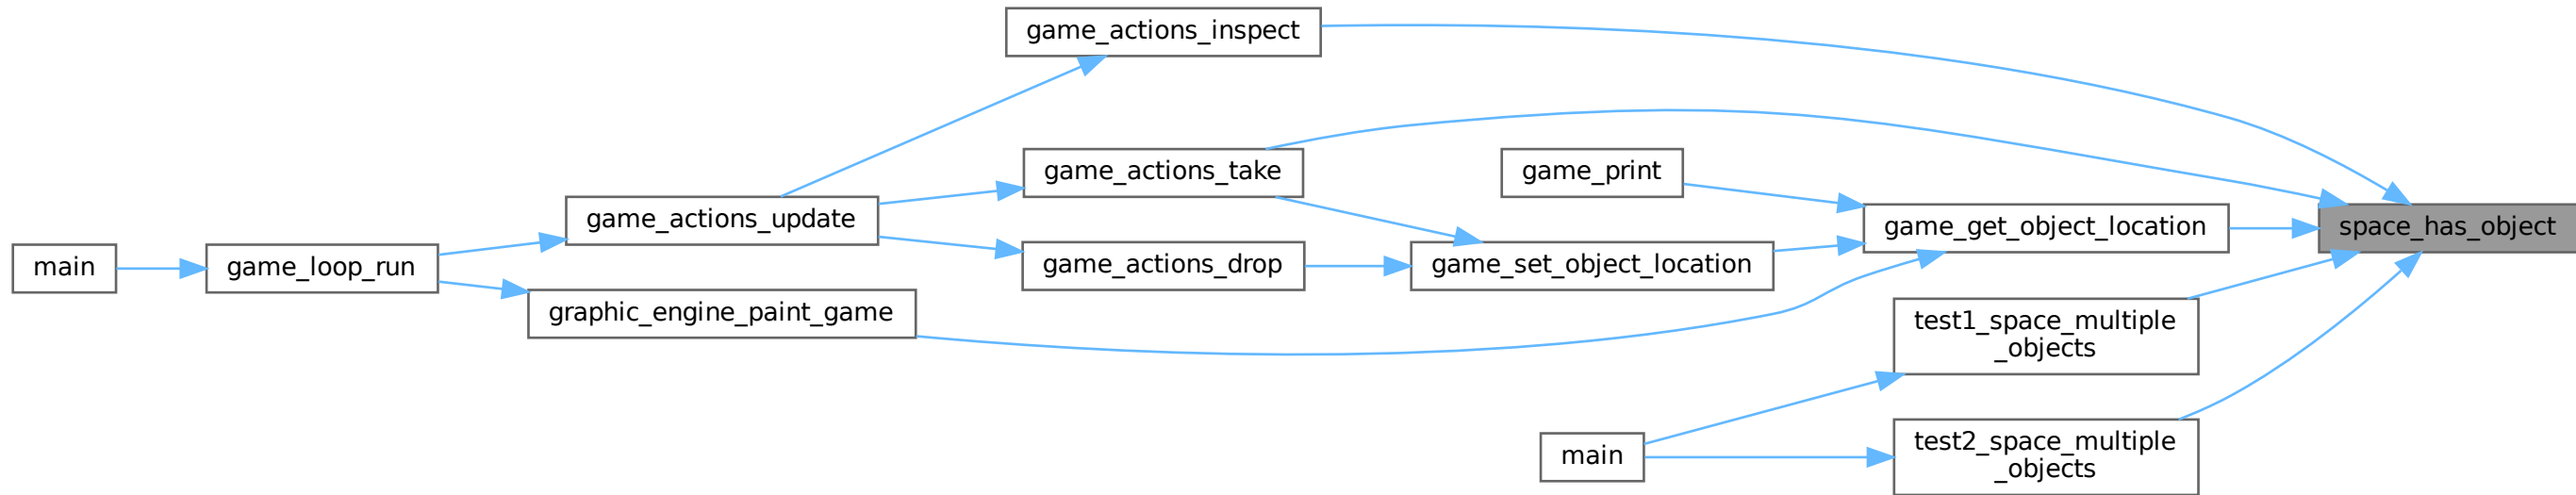 game_actions_inspect
game_actions_take
game_print
game_actions_update
game_get_object_location
space_has_object
main
game_loop_run
game_actions_drop
game_set_object_location
graphic_engine_paint_game
test1_space_multiple
_objects
main
test2_space_multiple
_objects